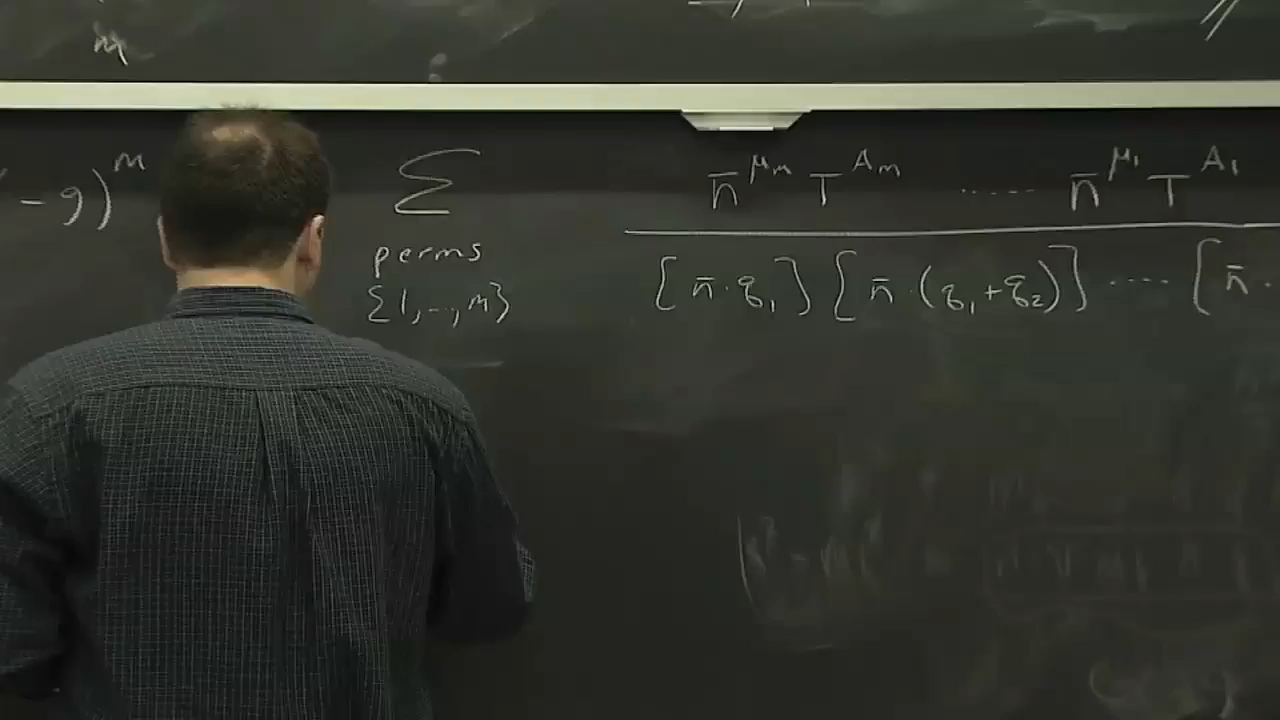 m
-g)^m Σ n̄^μm T^Am ...... n̄^μ1 T^A1
perms [n̄·q1][n̄·(q1+q2)] .... [n̄·
{1,..,m}